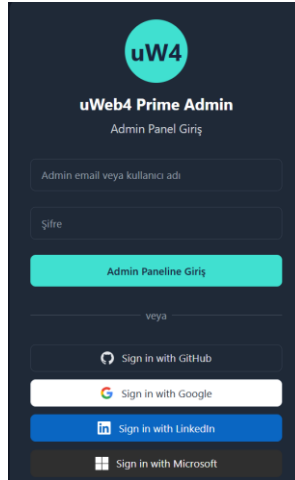 uW4
uWeb4 Prime Admin
Admin Panel Giriş
Admin email veya kullanıcı adı
Şifre
Admin Paneline Giriş
veya
Sign in with GitHub
Sign in with Google
in Sign in with LinkedIn
Sign in with Microsoft